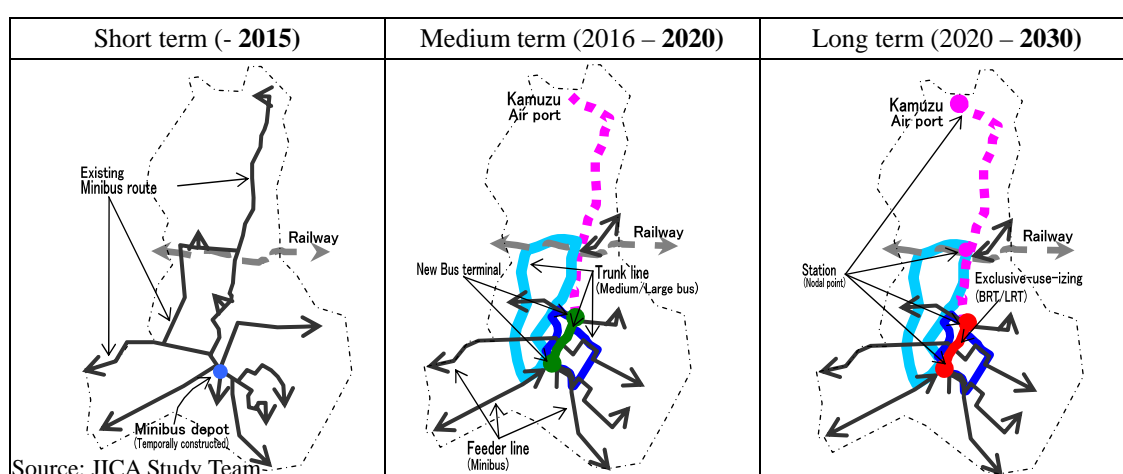 Short term (- 2015)
Medium term (2016 – 2020)
Long term (2020 – 2030)
Existing
Minibus route
Railway
Minibus depot
(Temporally constructed)
Source: JICA Study Team
Kamuzu
Air port
Railway
New Bus terminal
Trunk line
(Medium/Large bus)
Feeder line
(Minibus)
Kamuzu
Air port
Railway
Station
(Nodal point)
Exclusive-use-izing
(BRT/LRT)